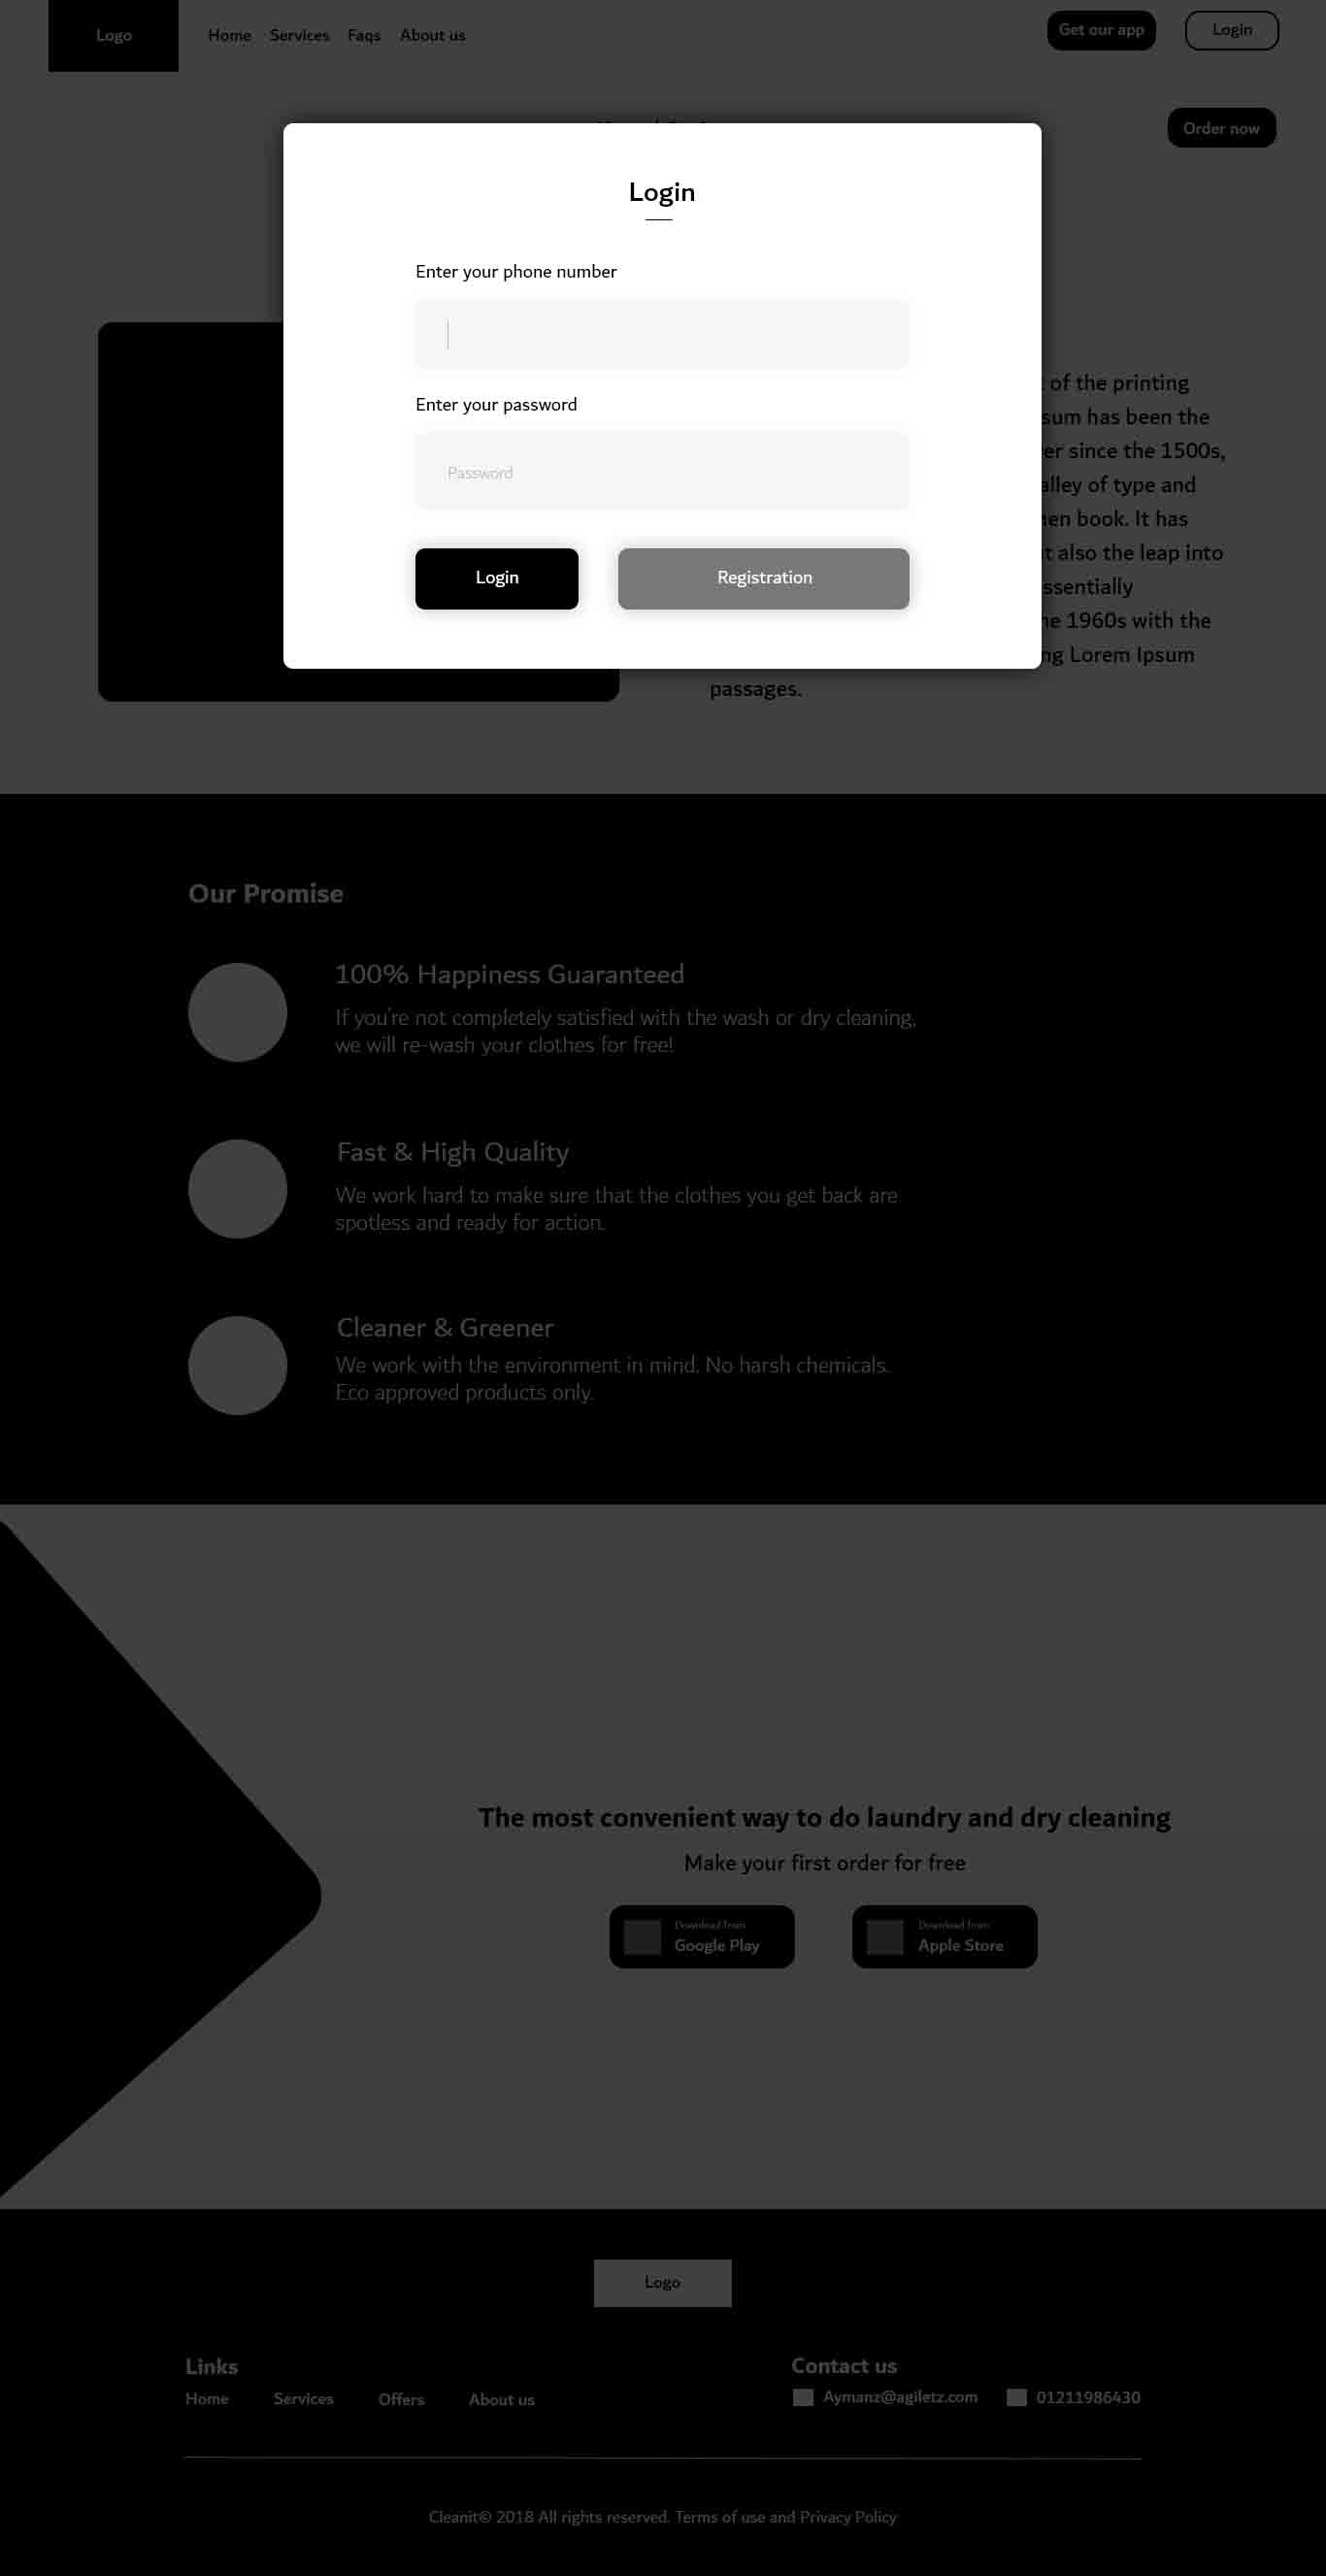 Logo
Home Services Faqs About us
Get our app
Login
Order now
Login
Enter your phone number
Enter your password
Password
Login
Registration
of the printing
sum has been the
er since the 1500s,
alley of type and
men book. It has
t also the leap into
ssentially
he 1960s with the
ng Lorem Ipsum
passages.
Our Promise
100% Happiness Guaranteed
If you're not completely satisfied with the wash or dry cleaning,
we will re-wash your clothes for free!
Fast & High Quality
We work hard to make sure that the clothes you get back are
spotless and ready for action.
Cleaner & Greener
We work with the environment in mind. No harsh chemicals.
Eco approved products only.
The most convenient way to do laundry and dry cleaning
Make your first order for free
Download from
Google Play
Download from
Apple Store
Logo
Links
Home Services Offers About us
Contact us
Aymanz@agiletz.com 01211986430
Cleanit© 2018 All rights reserved. Terms of use and Privacy Policy